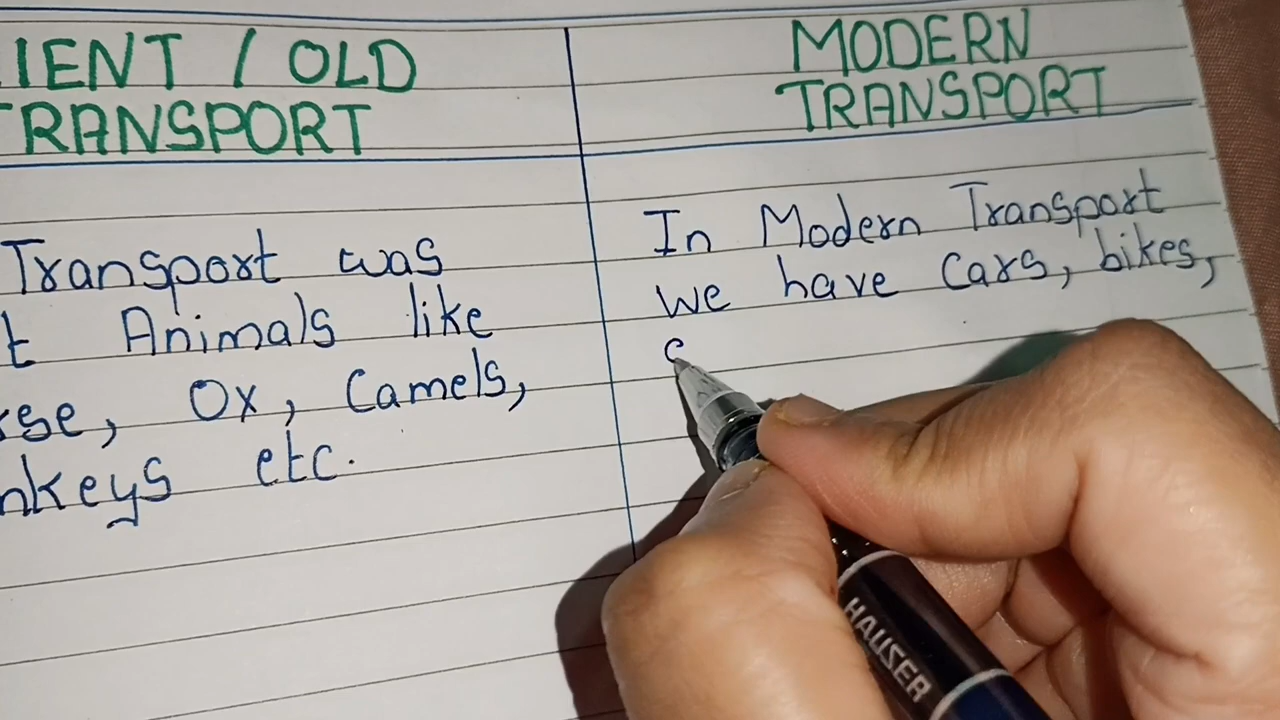 IENT / OLD
TRANSPORT
Transport was
t Animals like
rse, Ox, Camels,
nkeys etc.
MODERN
TRANSPORT
In Modern Transport
we have Cars, bikes,
HAUSER